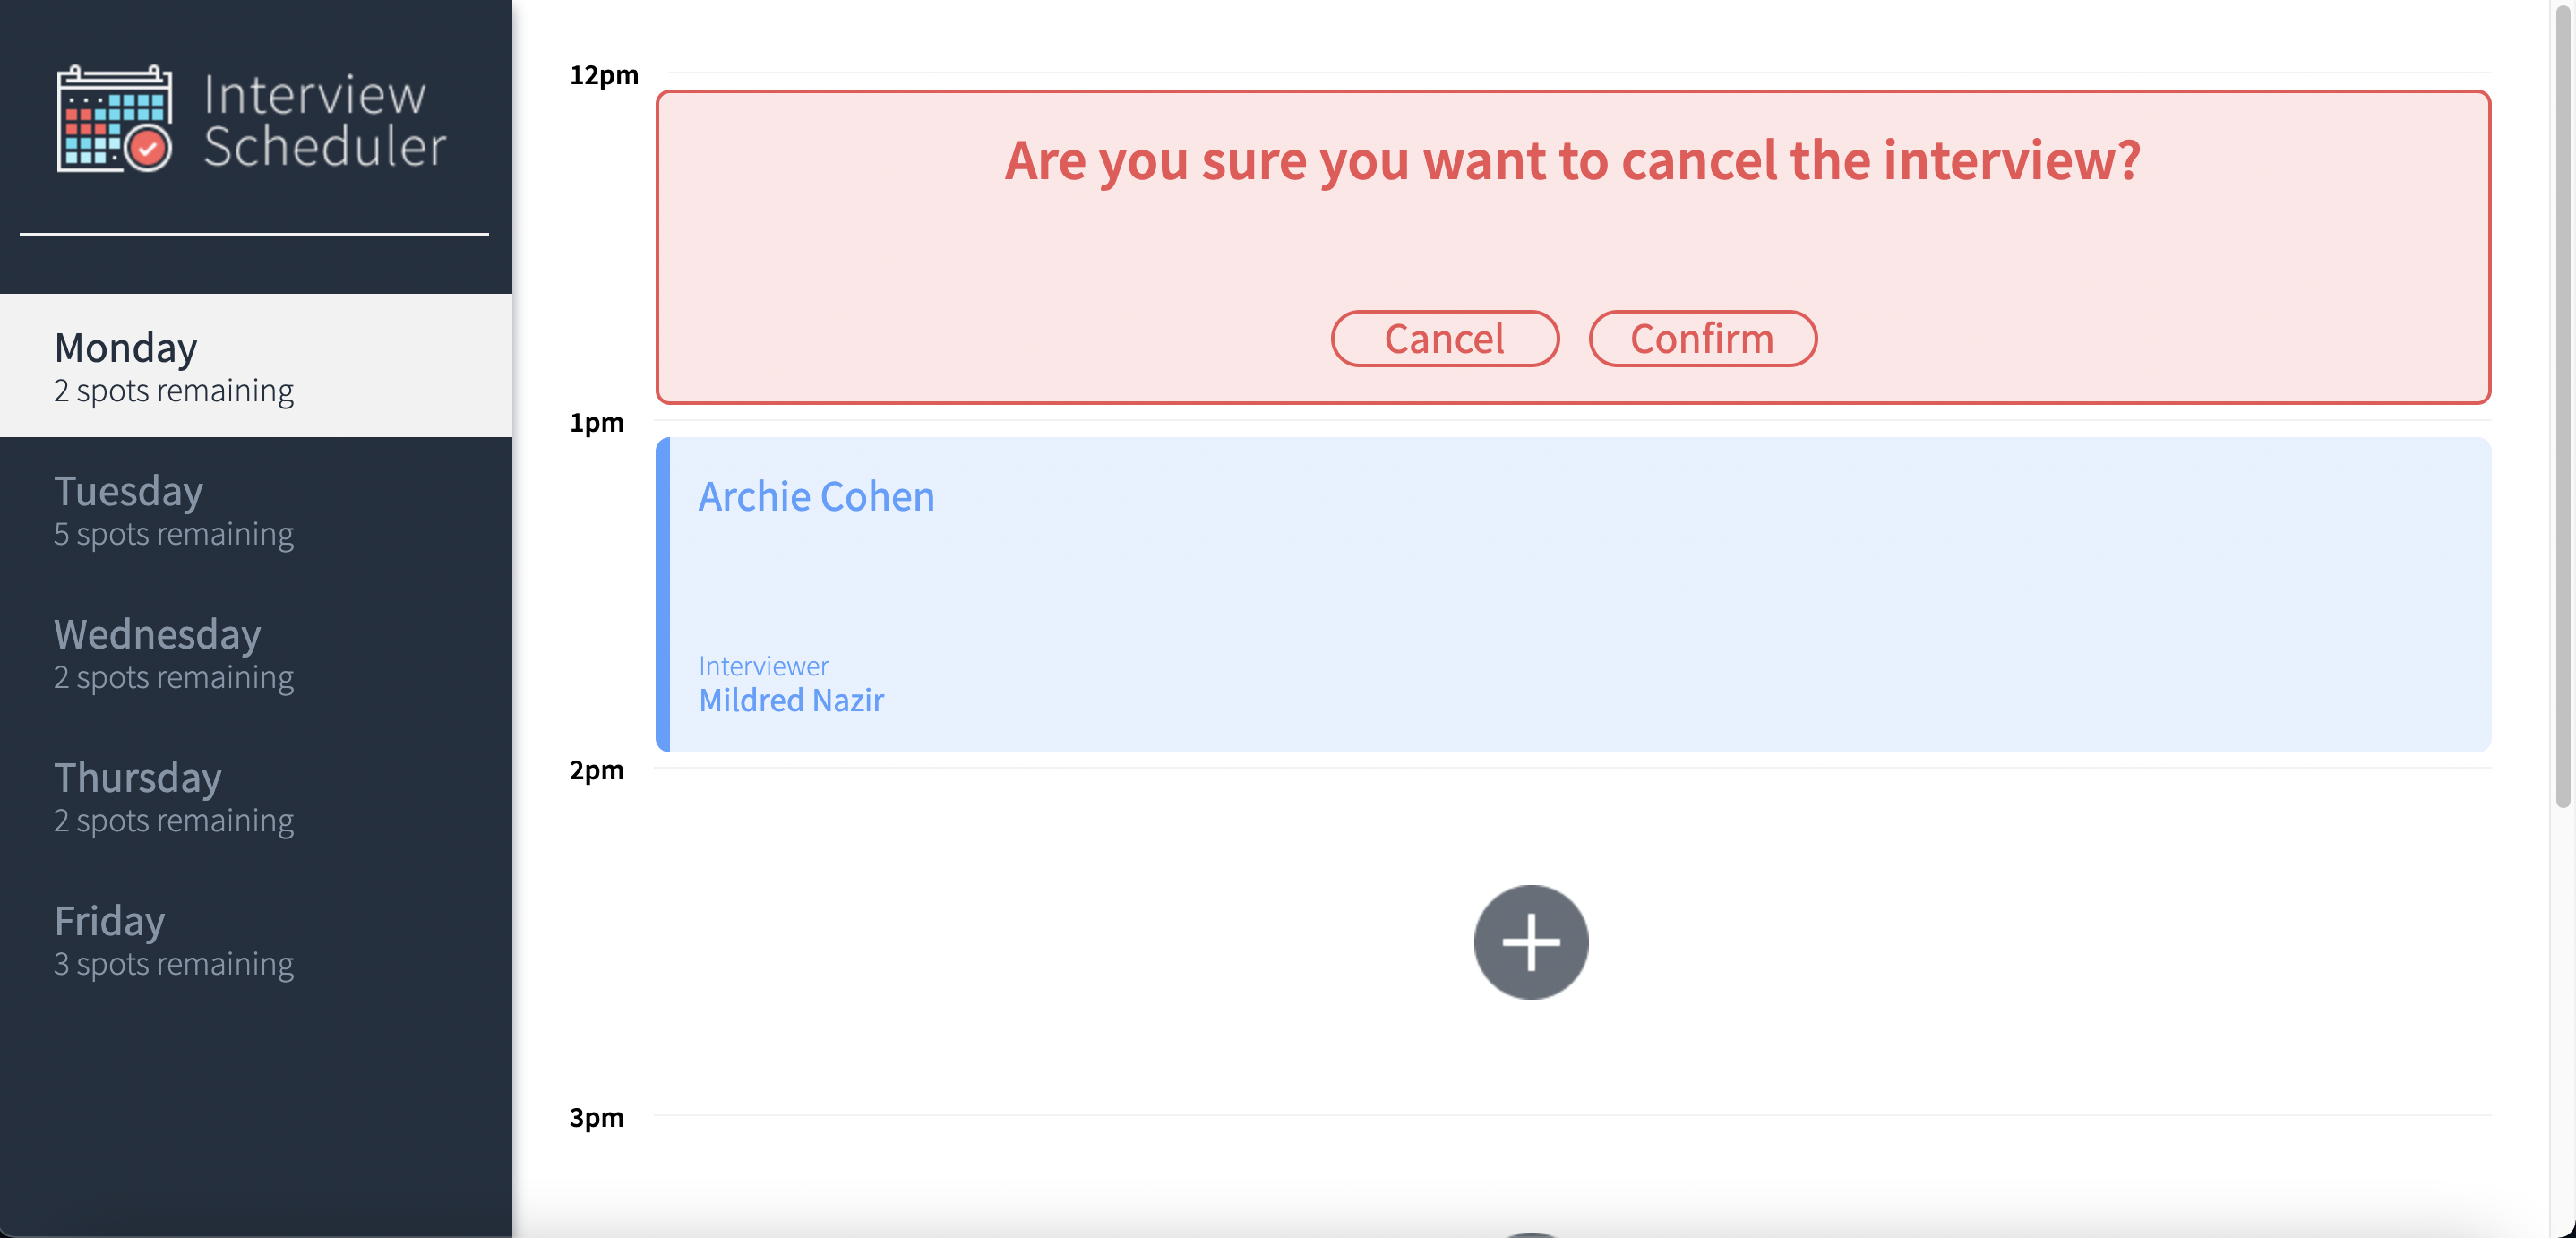 Interview
Scheduler
Monday
2 spots remaining
Tuesday
5 spots remaining
Wednesday
2 spots remaining
Thursday
2 spots remaining
Friday
3 spots remaining
12pm
Are you sure you want to cancel the interview?
Cancel Confirm
1pm
Archie Cohen
Interviewer
Mildred Nazir
2pm
3pm